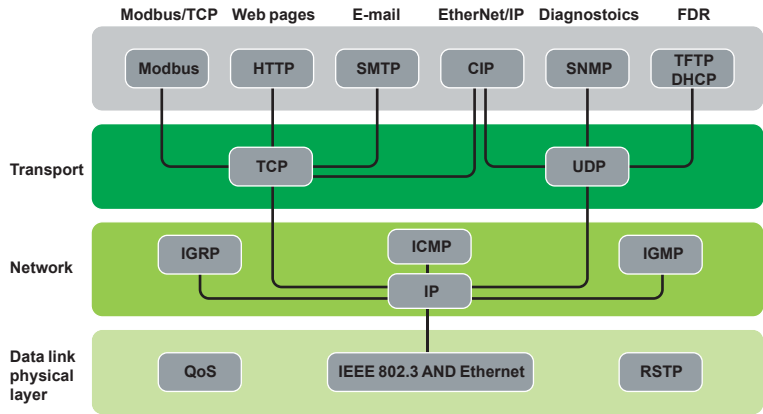 Modbus/TCP Web pages E-mail EtherNet/IP Diagnostoics FDR
Modbus HTTP SMTP CIP SNMP TFTP
DHCP
Transport TCP UDP
Network IGRP ICMP IGMP
IP
Data link
physical
layer
QoS IEEE 802.3 AND Ethernet RSTP